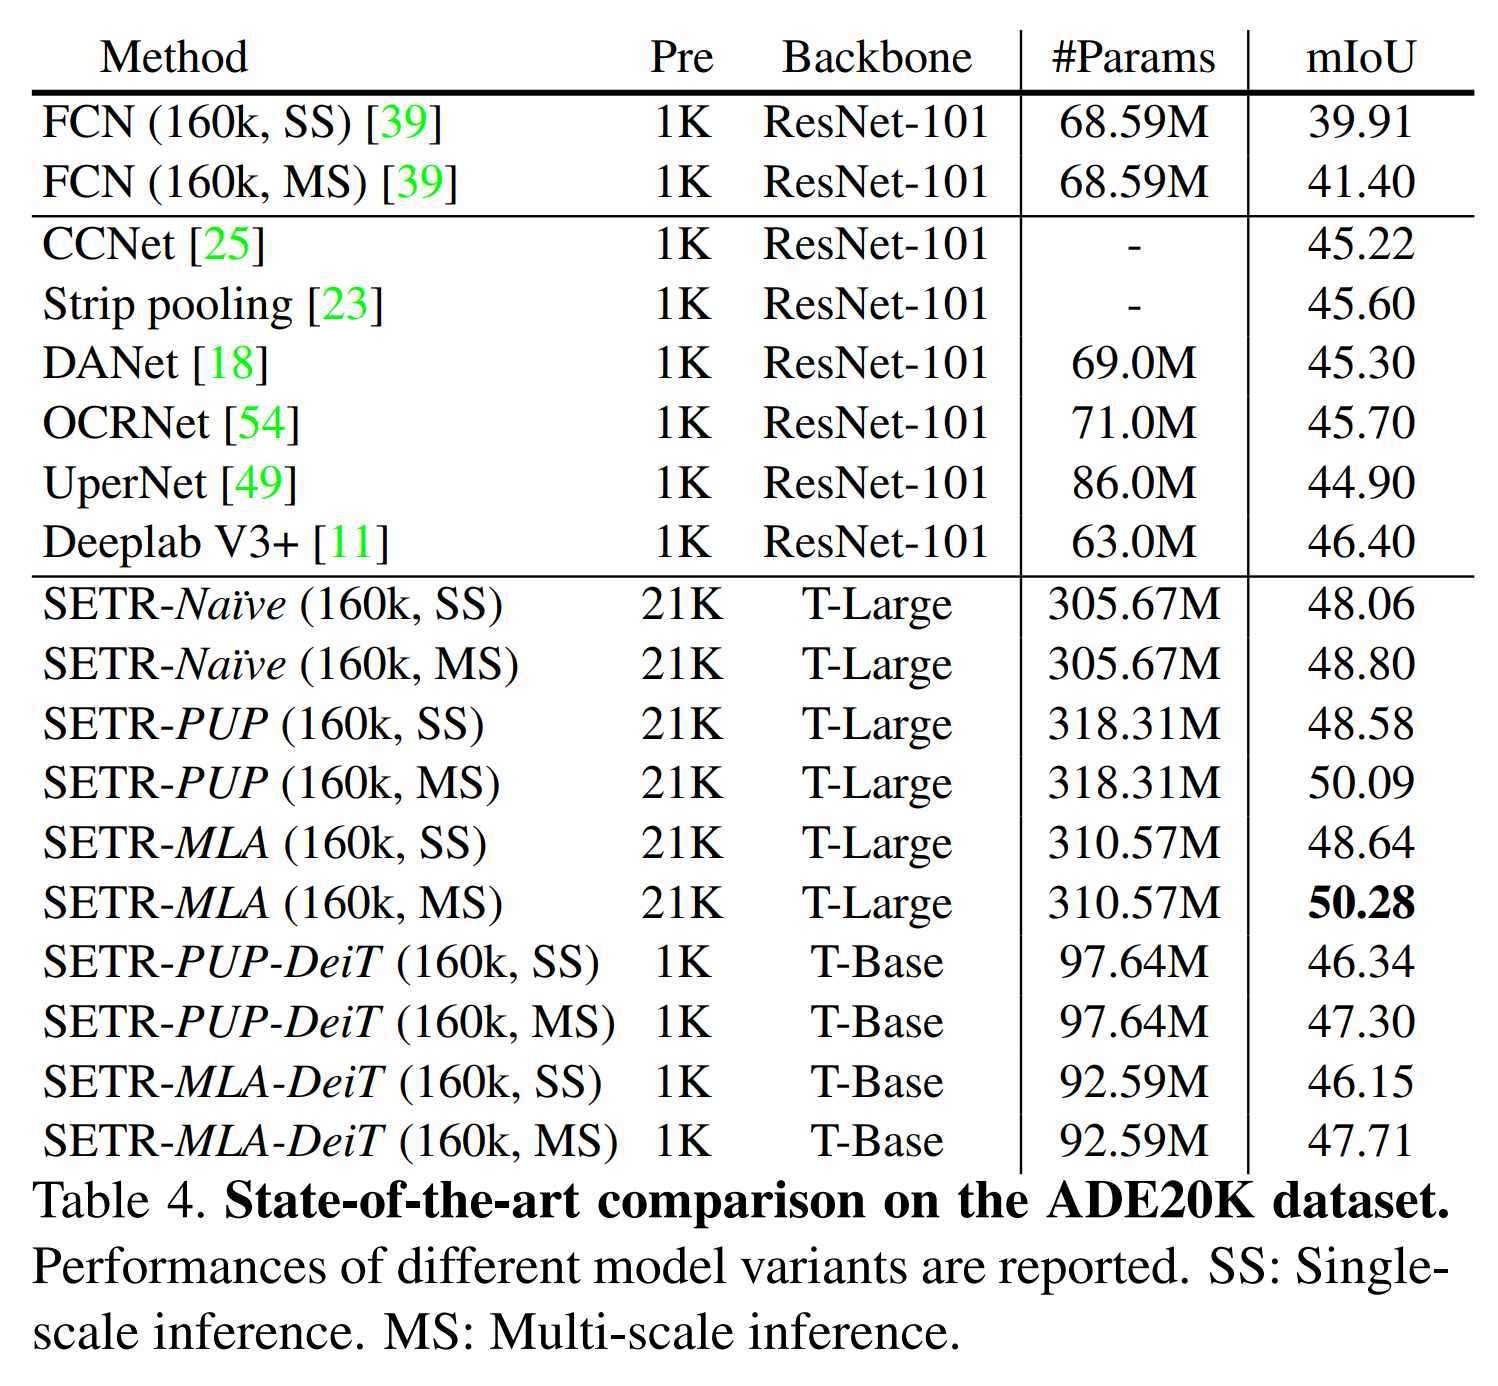 Method Pre Backbone #Params mIoU
FCN (160k, SS) [39] 1K ResNet-101 68.59M 39.91
FCN (160k, MS) [39] 1K ResNet-101 68.59M 41.40
CCNet [25] 1K ResNet-101 - 45.22
Strip pooling [23] 1K ResNet-101 - 45.60
DANet [18] 1K ResNet-101 69.0M 45.30
OCRNet [54] 1K ResNet-101 71.0M 45.70
UperNet [49] 1K ResNet-101 86.0M 44.90
Deeplab V3+ [11] 1K ResNet-101 63.0M 46.40
SETR-Naïve (160k, SS) 21K T-Large 305.67M 48.06
SETR-Naïve (160k, MS) 21K T-Large 305.67M 48.80
SETR-PUP (160k, SS) 21K T-Large 318.31M 48.58
SETR-PUP (160k, MS) 21K T-Large 318.31M 50.09
SETR-MLA (160k, SS) 21K T-Large 310.57M 48.64
SETR-MLA (160k, MS) 21K T-Large 310.57M 50.28
SETR-PUP-DeiT (160k, SS) 1K T-Base 97.64M 46.34
SETR-PUP-DeiT (160k, MS) 1K T-Base 97.64M 47.30
SETR-MLA-DeiT (160k, SS) 1K T-Base 92.59M 46.15
SETR-MLA-DeiT (160k, MS) 1K T-Base 92.59M 47.71
Table 4. State-of-the-art comparison on the ADE20K dataset.
Performances of different model variants are reported. SS: Single-
scale inference. MS: Multi-scale inference.